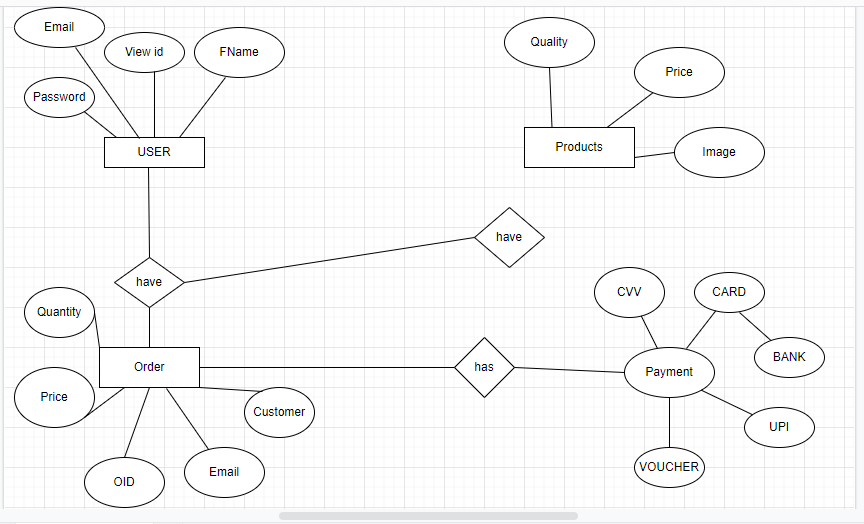 Email
View id
FName
Password
USER
Quality
Price
Products
Image
have
have
Quantity
Order
Price
Customer
OID
Email
has
CVV
CARD
Payment
BANK
UPI
VOUCHER